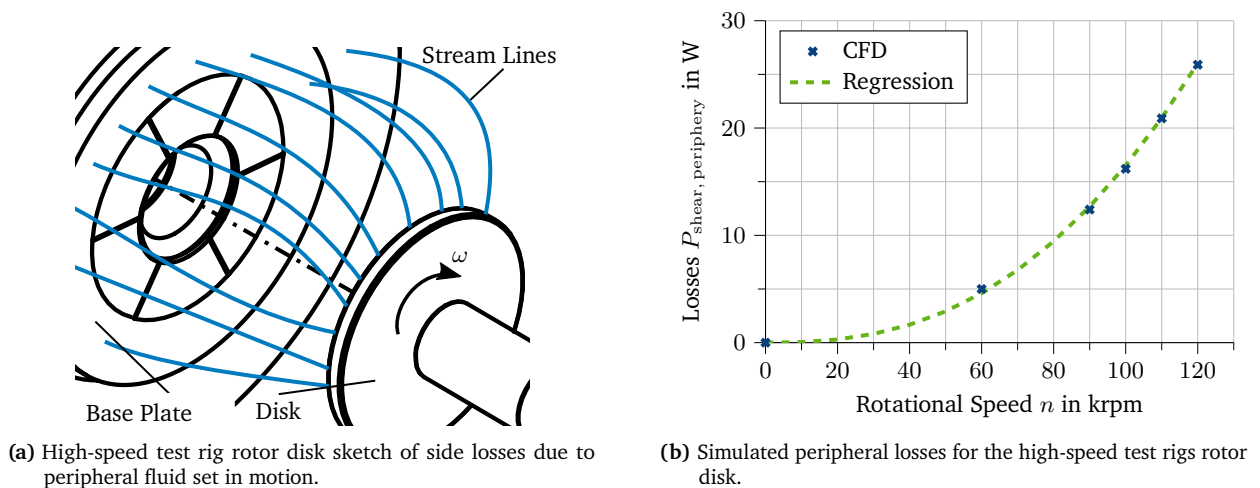 Stream Lines
ω
Base Plate
Disk
(a) High-speed test rig rotor disk sketch of side losses due to
peripheral fluid set in motion.
30
20
10
0
Losses P_shear, periphery in W
CFD
Regression
0 20 40 60 80 100 120
Rotational Speed n in krpm
(b) Simulated peripheral losses for the high-speed test rigs rotor
disk.